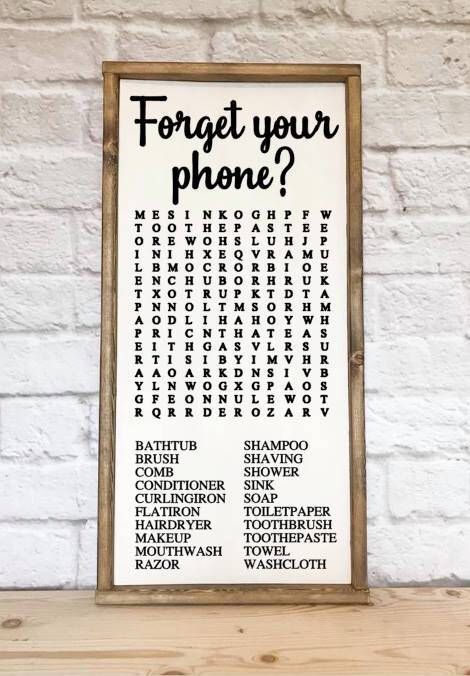 Forget your
phone?
M E S I N K O G H P F W
T O O T H E P A S T E E
O R E W O H S L U H J P
I N I H X E Q V R A M U
L B M O C R O R B I O E
E N C H U B O R H R U K
T X O T R U P K T D T A
P N N O L T M S O R H M
A O D L I H A H O Y W H
P R I C N T H A T E A S
E I T H G A S V L R S U
R T I S I B Y I M V H R
A A O A R K D N S I V B
Y L N W O G X G P A O S
G F E O N N U L E W O T
R Q R R D E R O Z A R V
BATHTUB
BRUSH
COMB
CONDITIONER
CURLINGIRON
FLATIRON
HAIRDRYER
MAKEUP
MOUTHWASH
RAZOR
SHAMPOO
SHAVING
SHOWER
SINK
SOAP
TOILETPAPER
TOOTHBRUSH
TOOTHEPASTE
TOWEL
WASHCLOTH